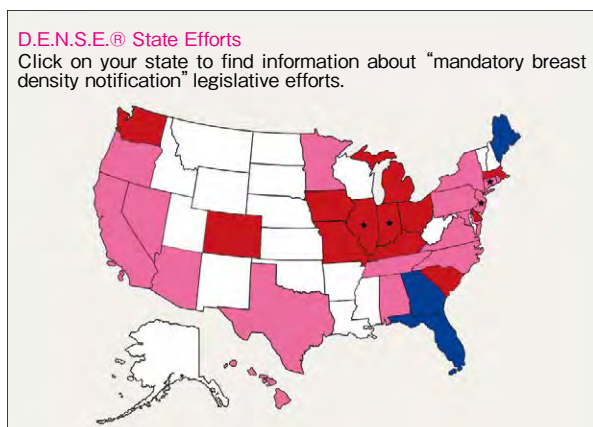 D.E.N.S.E.® State Efforts
Click on your state to find information about “mandatory breast
density notification” legislative efforts.